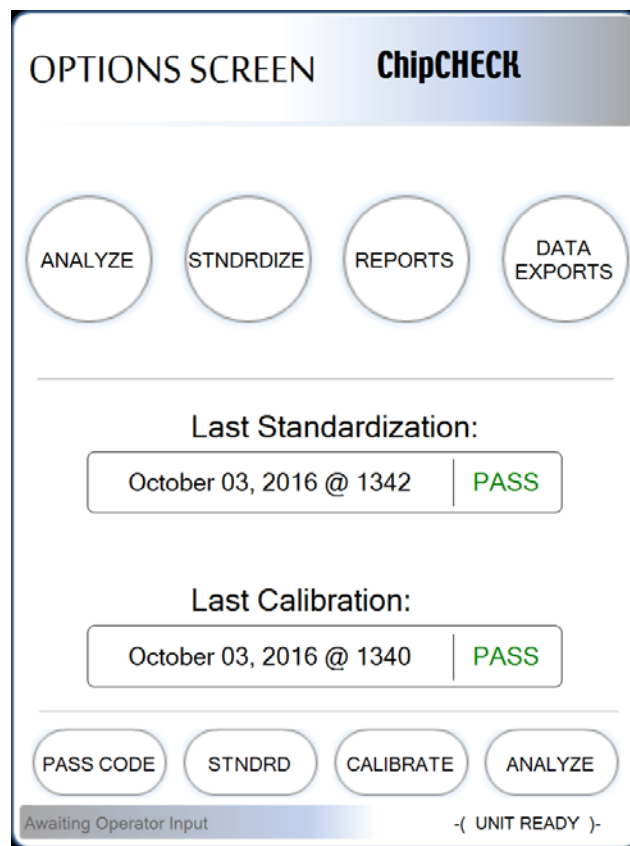 OPTIONS SCREEN ChipCHECK
ANALYZE STNDRDIZE REPORTS DATA EXPORTS
Last Standardization:
October 03, 2016 @ 1342 PASS
Last Calibration:
October 03, 2016 @ 1340 PASS
PASS CODE STNDRD CALIBRATE ANALYZE
Awaiting Operator Input -( UNIT READY )-